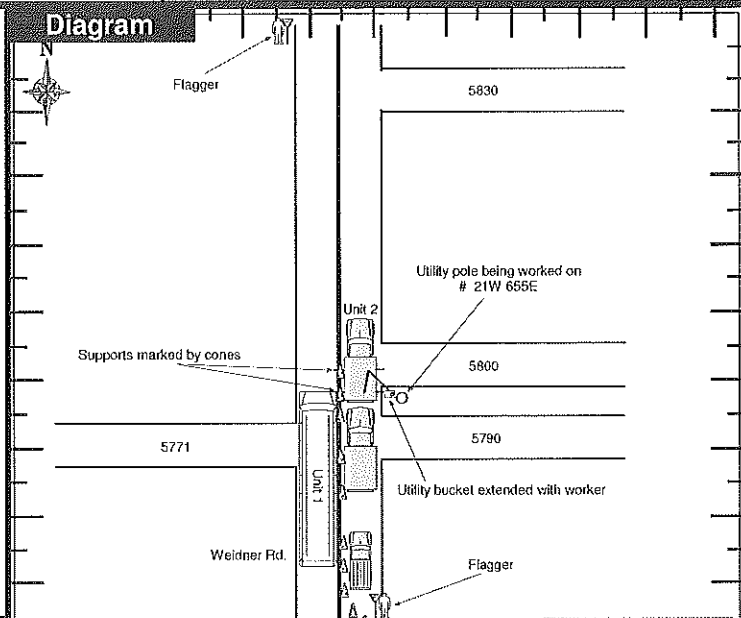 Diagram
N
Flagger
5830
Utility pole being worked on
# 21W 655E
Unit 2
Supports marked by cones
5800
5771
5790
Unit 1
Utility bucket extended with worker
Weidner Rd.
Flagger